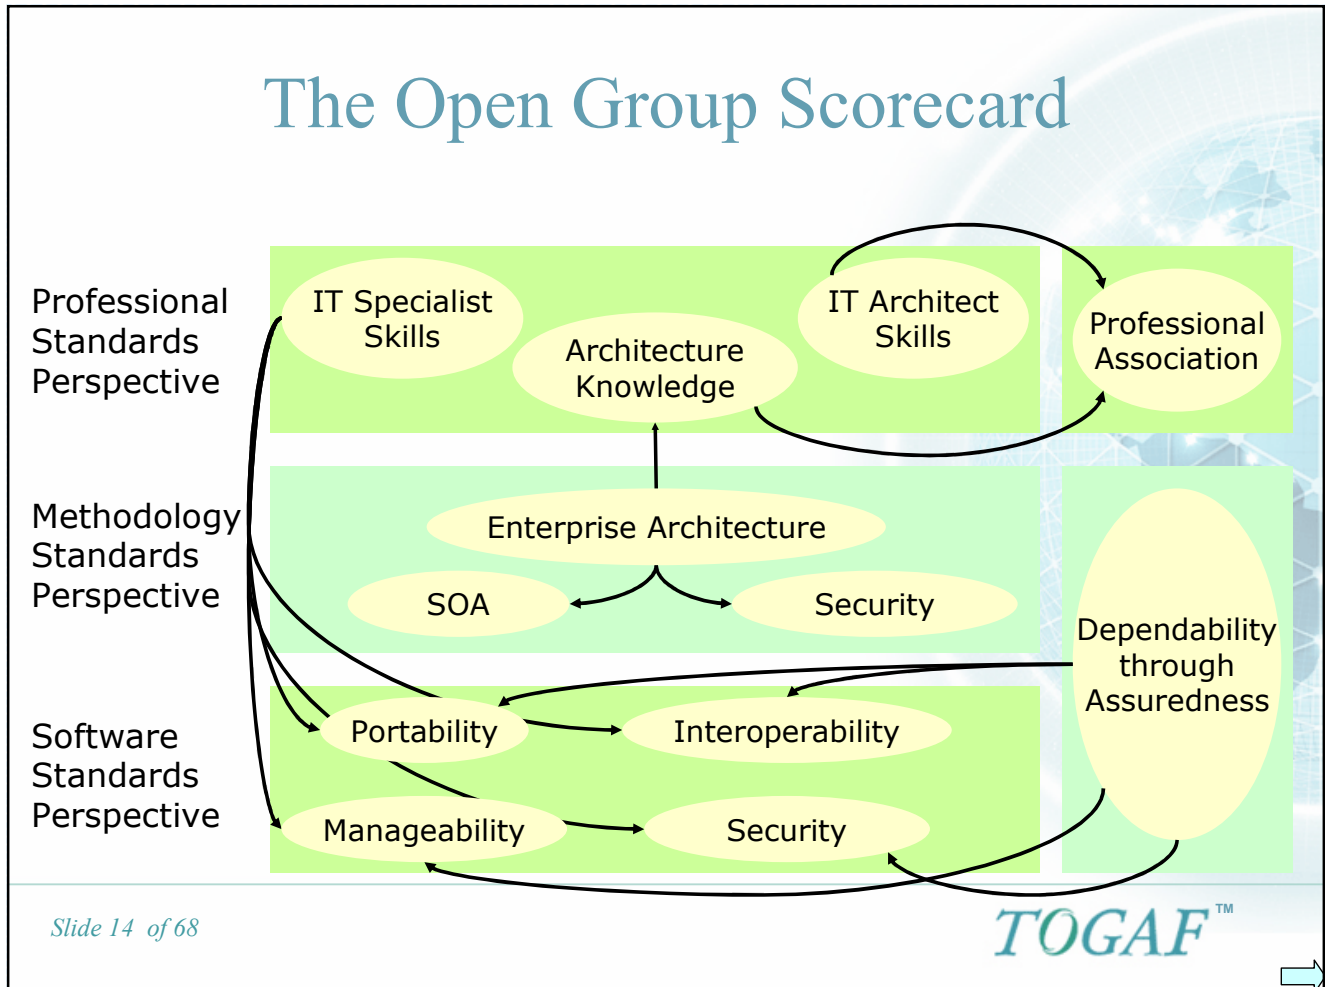 The Open Group Scorecard
Professional
Standards
Perspective
IT Specialist
Skills
Architecture
Knowledge
IT Architect
Skills
Professional
Association
Methodology
Standards
Perspective
Enterprise Architecture
SOA
Security
Dependability
through
Assuredness
Software
Standards
Perspective
Portability
Interoperability
Manageability
Security
Slide 14 of 68
TOGAF™